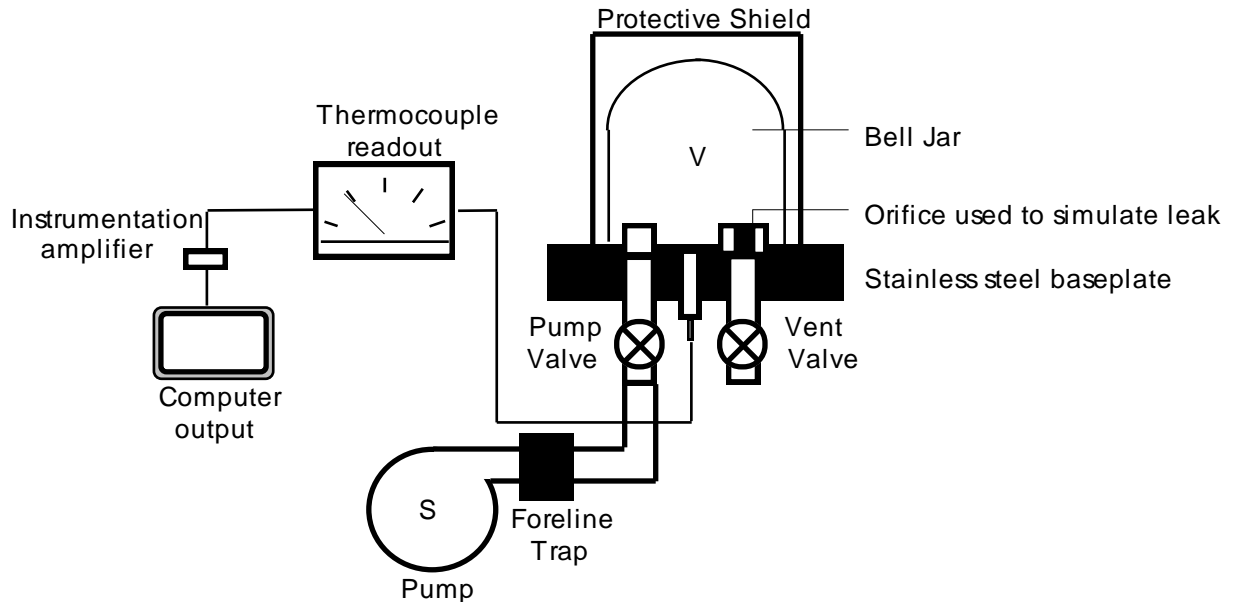 Protective Shield
Thermocouple
readout
Bell Jar
V
Instrumentation
amplifier
Orifice used to simulate leak
Stainless steel baseplate
Pump
Valve
Vent
Valve
Computer
output
S
Foreline
Trap
Pump